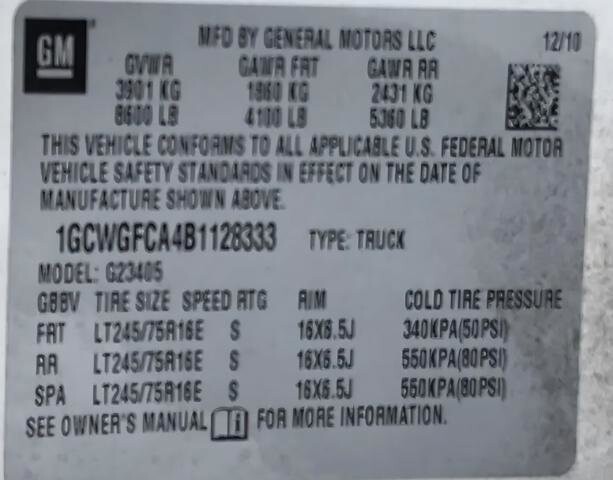 GM
MFD BY GENERAL MOTORS LLC 12/10
GVWR GAWR FRT GAWR RR
3901 KG 1860 KG 2431 KG
8600 LB 4100 LB 5360 LB
THIS VEHICLE CONFORMS TO ALL APPLICABLE U.S. FEDERAL MOTOR
VEHICLE SAFETY STANDARDS IN EFFECT ON THE DATE OF
MANUFACTURE SHOWN ABOVE.
1GCWGFCA4B1128333 TYPE: TRUCK
MODEL: G23405
GBBV TIRE SIZE SPEED RTG RIM COLD TIRE PRESSURE
FRT LT245/75R16E S 16X6.5J 340KPA(50PSI)
RR LT245/75R16E S 16X6.5J 550KPA(80PSI)
SPA LT245/75R16E S 16X6.5J 550KPA(80PSI)
SEE OWNER'S MANUAL i FOR MORE INFORMATION.